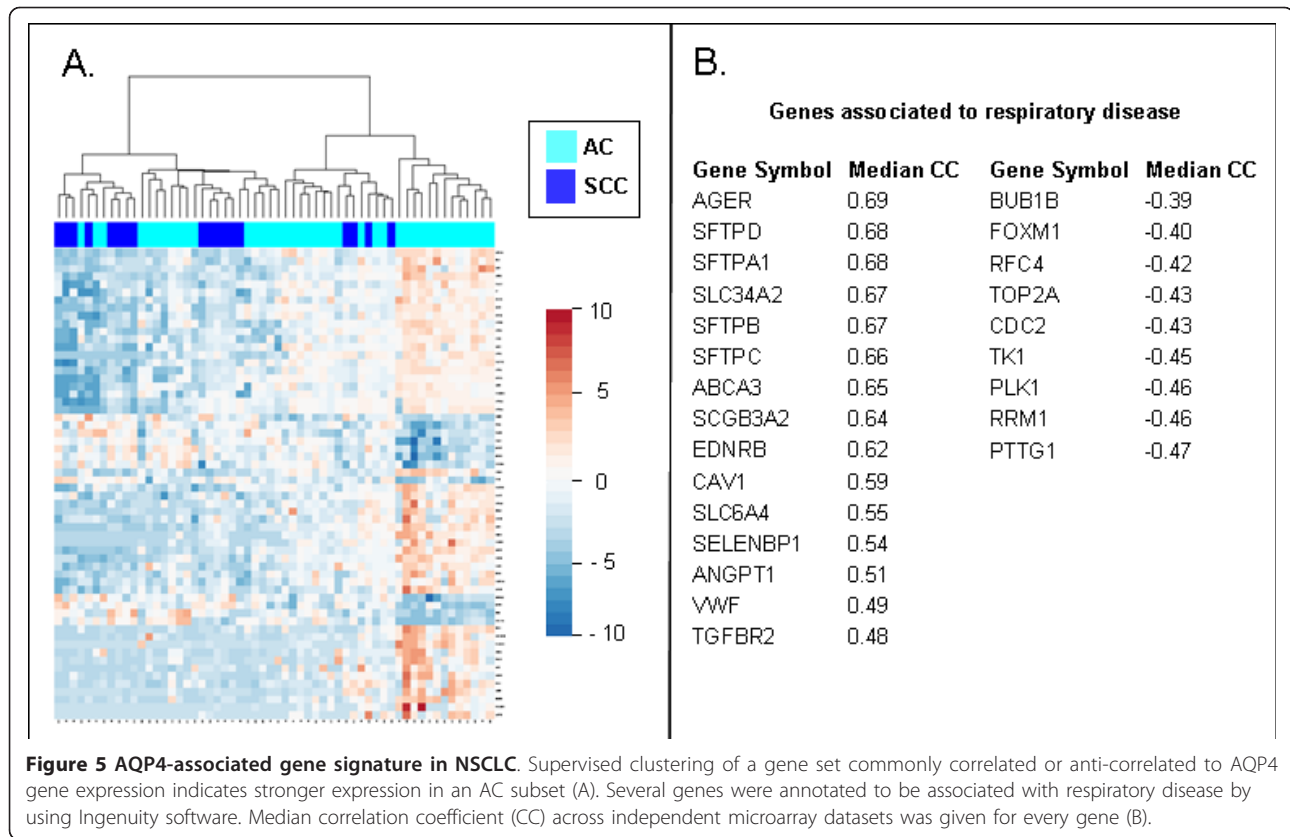 A.
AC
SCC
10
5
0
- 5
- 10
B.
Genes associated to respiratory disease
Gene Symbol Median CC Gene Symbol Median CC
AGER 0.69 BUB1B -0.39
SFTPD 0.68 FOXM1 -0.40
SFTPA1 0.68 RFC4 -0.42
SLC34A2 0.67 TOP2A -0.43
SFTPB 0.67 CDC2 -0.43
SFTPC 0.66 TK1 -0.45
ABCA3 0.65 PLK1 -0.46
SCGB3A2 0.64 RRM1 -0.46
EDNRB 0.62 PTTG1 -0.47
CAV1 0.59
SLC6A4 0.55
SELENBP1 0.54
ANGPT1 0.51
VWF 0.49
TGFBR2 0.48
Figure 5 AQP4-associated gene signature in NSCLC. Supervised clustering of a gene set commonly correlated or anti-correlated to AQP4
gene expression indicates stronger expression in an AC subset (A). Several genes were annotated to be associated with respiratory disease by
using Ingenuity software. Median correlation coefficient (CC) across independent microarray datasets was given for every gene (B).